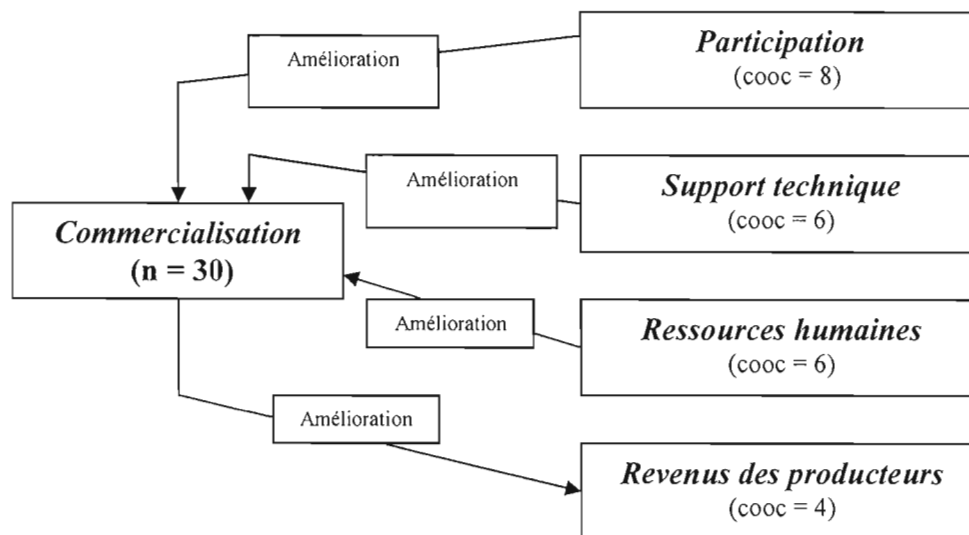 Amélioration
Participation
(cooc = 8)
Amélioration
Support technique
(cooc = 6)
Commercialisation
(n = 30)
Amélioration
Ressources humaines
(cooc = 6)
Amélioration
Revenus des producteurs
(cooc = 4)